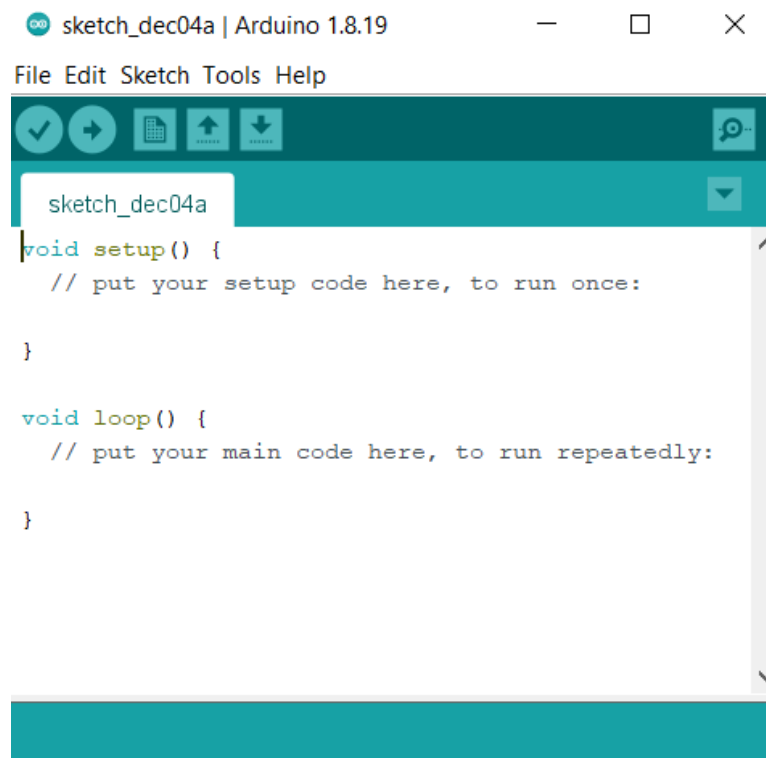 sketch_dec04a | Arduino 1.8.19
File Edit Sketch Tools Help
sketch_dec04a
void setup() {
  // put your setup code here, to run once:
}
void loop() {
  // put your main code here, to run repeatedly:
}